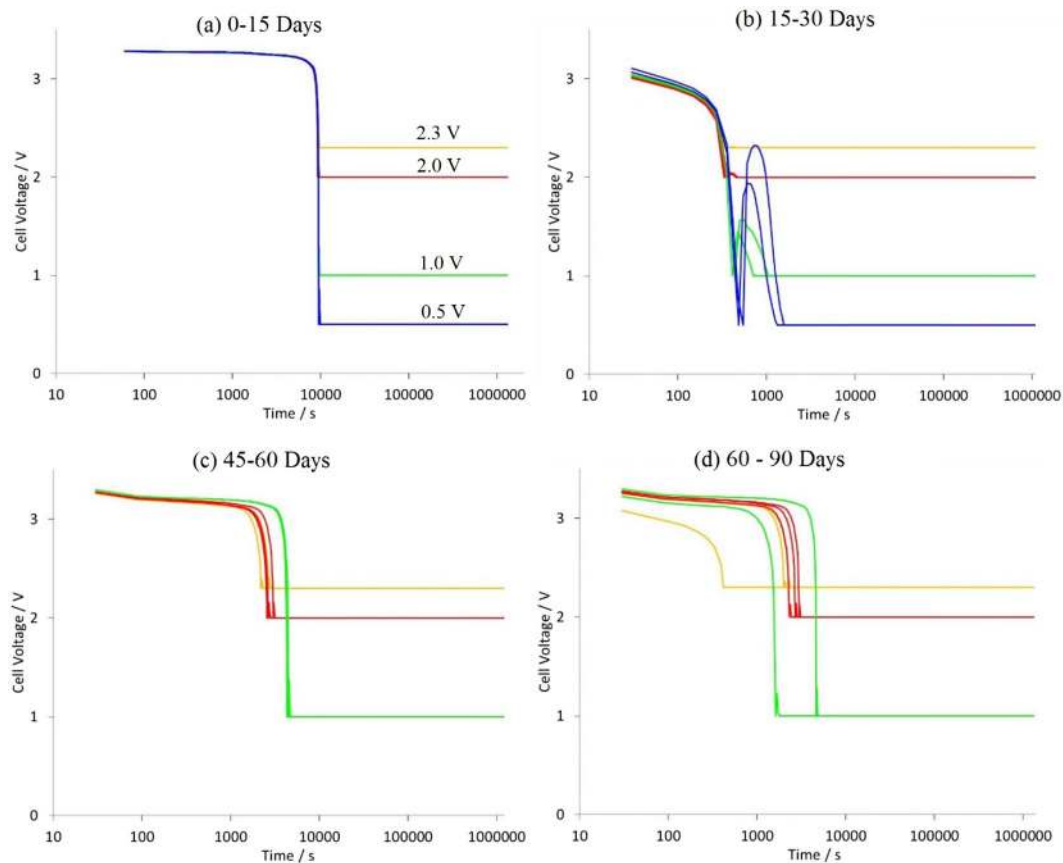 (a) 0-15 Days
3
2
1
0
Cell Voltage / V
2.3 V
2.0 V
1.0 V
0.5 V
10 100 1000 10000 100000 1000000
Time / s
(b) 15-30 Days
3
2
1
0
Cell Voltage / V
10 100 1000 10000 100000 1000000
Time / s
(c) 45-60 Days
3
2
1
0
Cell Voltage / V
10 100 1000 10000 100000 1000000
Time / s
(d) 60 - 90 Days
3
2
1
0
Cell Voltage / V
10 100 1000 10000 100000 1000000
Time / s